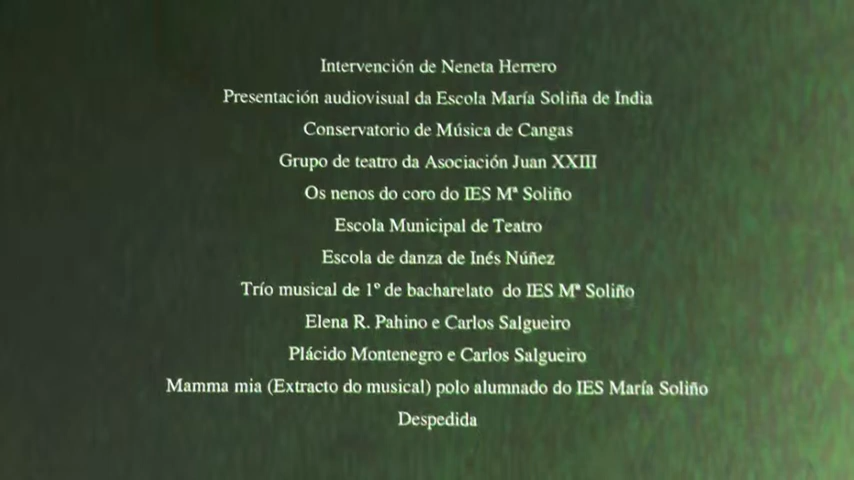 Intervención de Neneta Herrero
Presentación audiovisual da Escola María Soliña de India
Conservatorio de Música de Cangas
Grupo de teatro da Asociación Juan XXIII
Os nenos do coro do IES Mª Soliño
Escola Municipal de Teatro
Escola de danza de Inés Núñez
Trío musical de 1º de bacharelato do IES Mª Soliño
Elena R. Pahino e Carlos Salgueiro
Plácido Montenegro e Carlos Salgueiro
Mamma mia (Extracto do musical) polo alumnado do IES María Soliño
Despedida